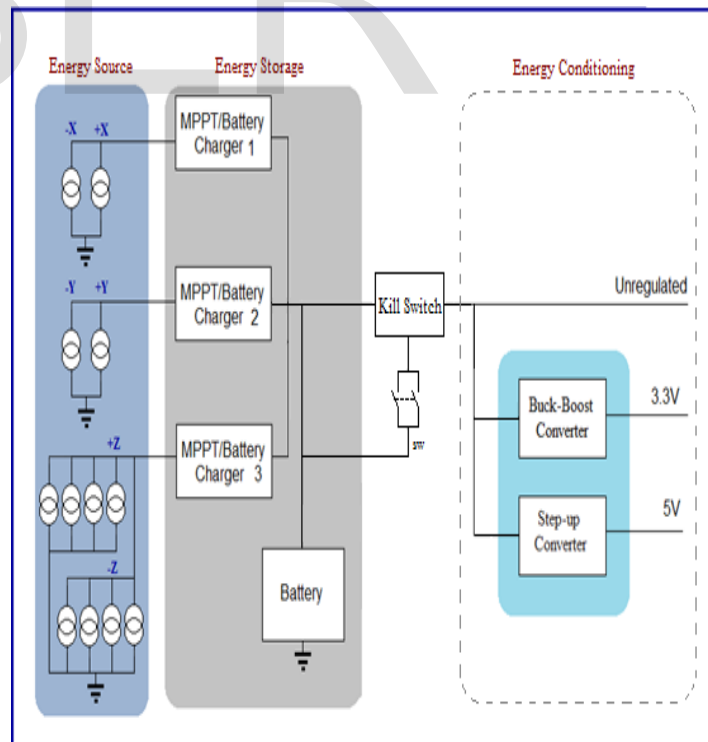 Energy Source
Energy Storage
Energy Conditioning
-X +X
MPPT/Battery
Charger 1
-Y +Y
MPPT/Battery
Charger 2
Kill Switch
Unregulated
sw
Buck-Boost
Converter
3.3V
+Z
MPPT/Battery
Charger 3
Step-up
Converter
5V
-Z
Battery